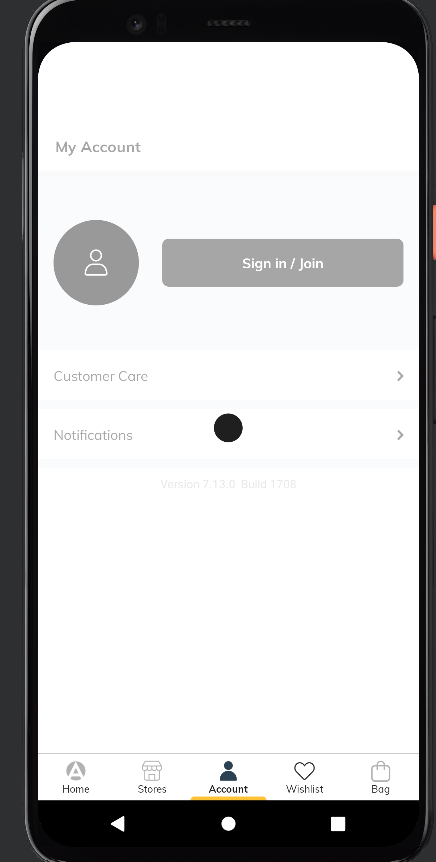 My Account
Sign in / Join
Customer Care
Notifications
Version 7.13.0 Build 1708
Home
Stores
Account
Wishlist
Bag